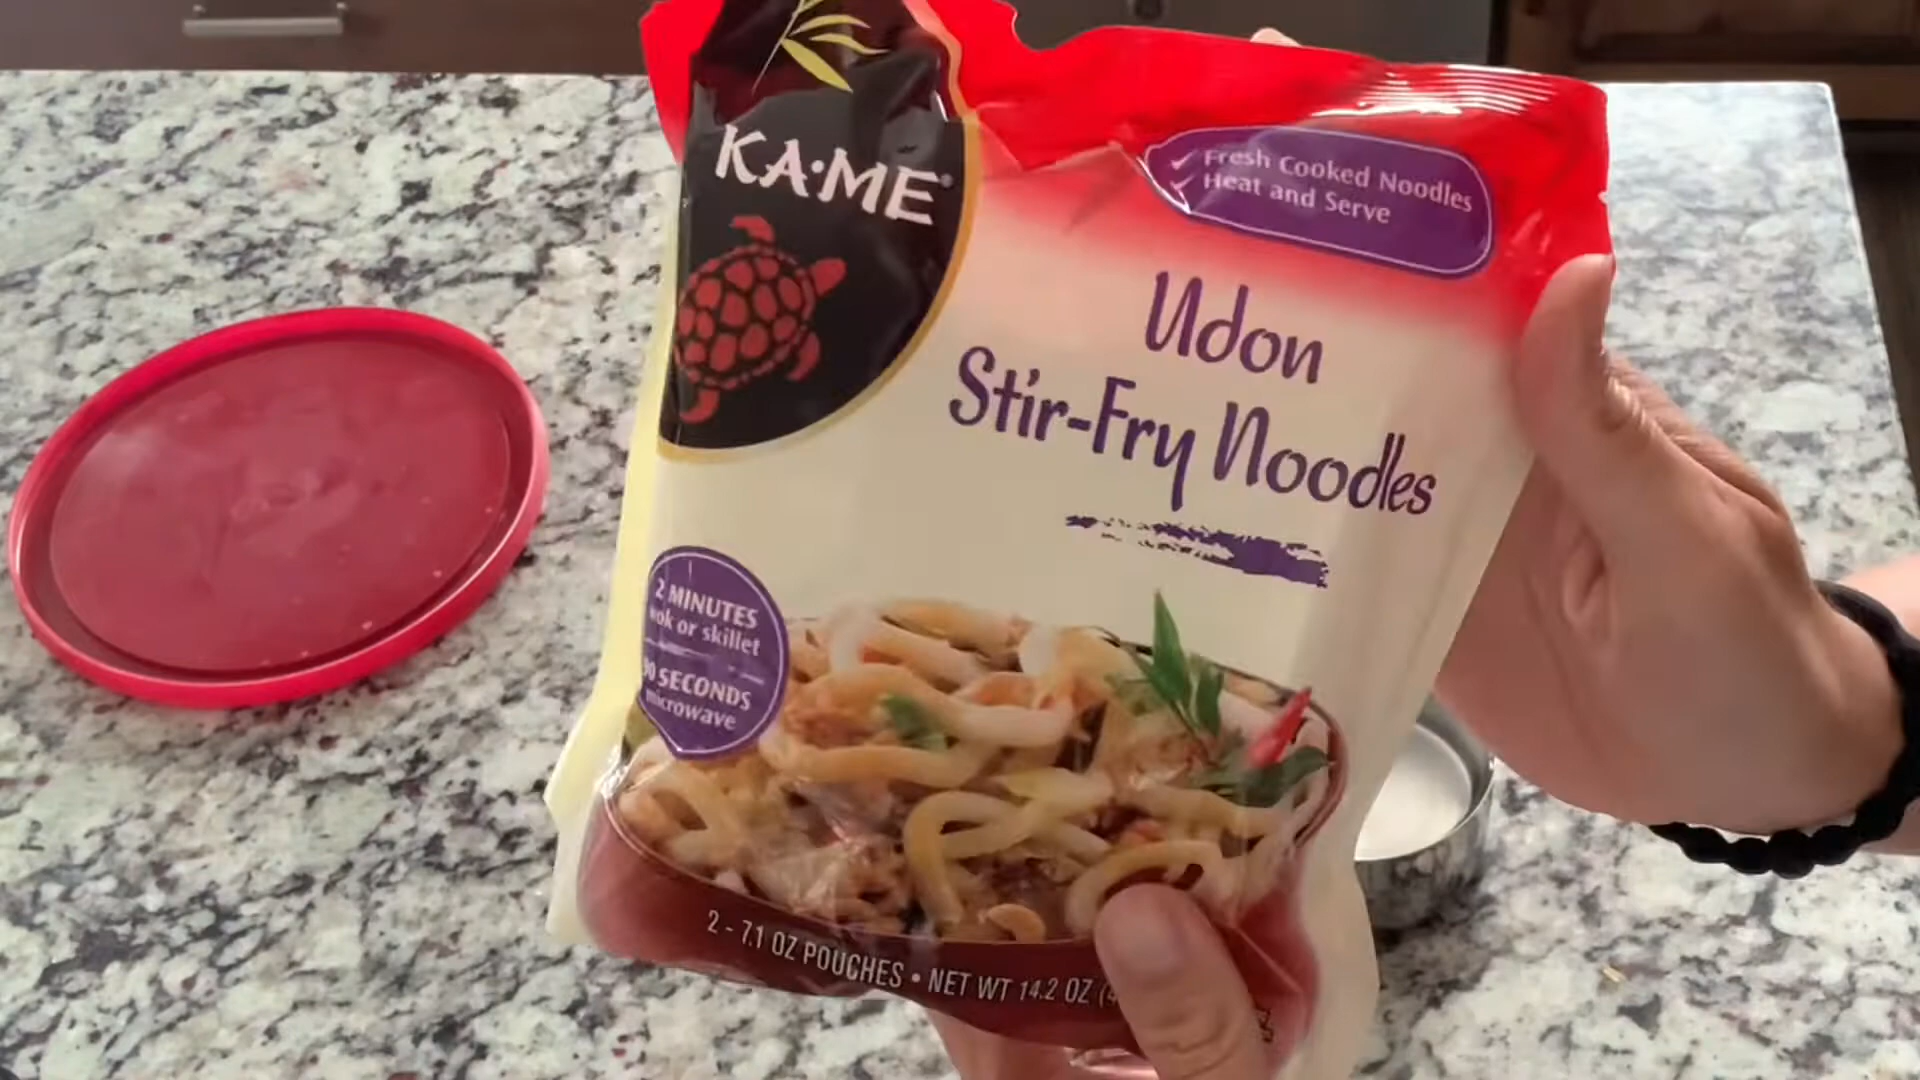 KA·ME®
Fresh Cooked Noodles
Heat and Serve
Udon
Stir-Fry Noodles
2 MINUTES
or skillet
SECONDS
microwave
2 - 7.1 OZ POUCHES • NET WT 14.2 OZ